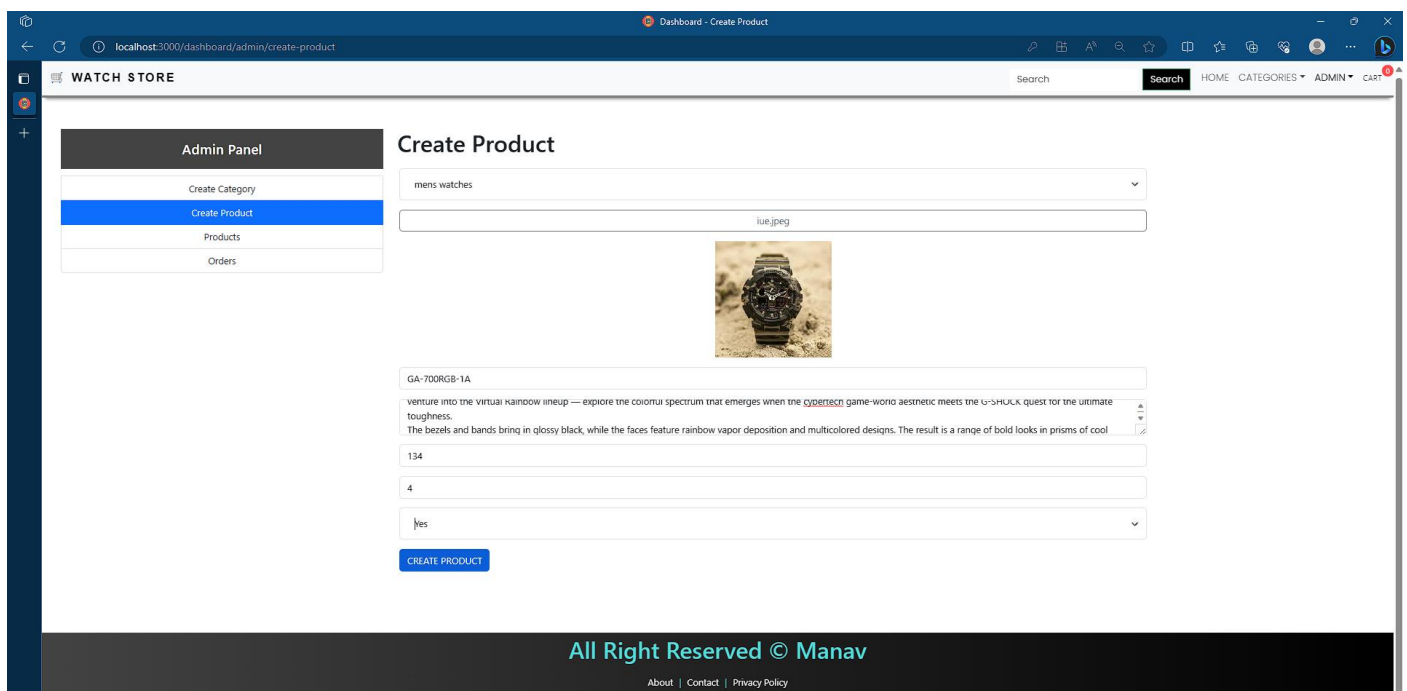 Dashboard - Create Product
localhost:3000/dashboard/admin/create-product
WATCH STORE
Search
Search
HOME CATEGORIES ADMIN CART 0
Admin Panel
Create Category
Create Product
Products
Orders
Create Product
mens watches
iue.jpeg
GA-700RGB-1A
venture into the Virtual Rainbow lineup — explore the colorful spectrum that emerges when the cybertech game-world aesthetic meets the G-SHOCK quest for the ultimate
toughness.
The bezels and bands bring in glossy black, while the faces feature rainbow vapor deposition and multicolored designs. The result is a range of bold looks in prisms of cool
134
4
Yes
CREATE PRODUCT
All Right Reserved © Manav
About | Contact | Privacy Policy